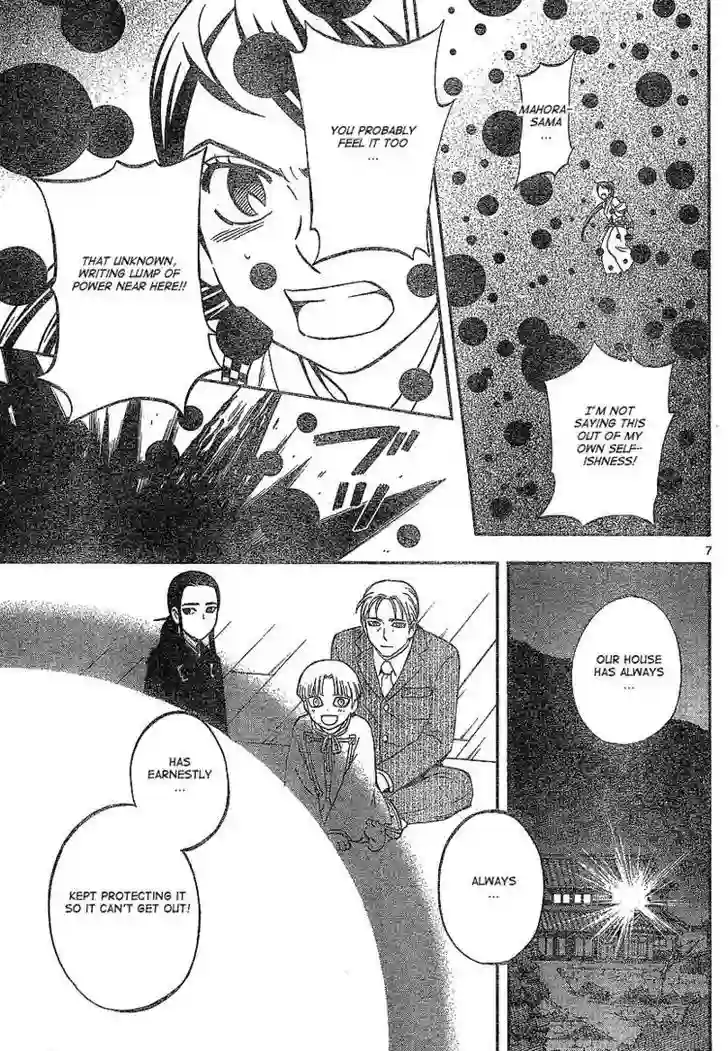 MAHORA-
SAMA
...
I'M NOT
SAYING THIS
OUT OF MY
OWN SELF-
ISHNESS!
YOU PROBABLY
FEEL IT TOO
...
THAT UNKNOWN,
WRITING LUMP OF
POWER NEAR HERE!!
ブッ
7
OUR HOUSE
HAS ALWAYS
...
ALWAYS
...
HAS
EARNESTLY
...
KEPT PROTECTING IT
SO IT CAN'T GET OUT!